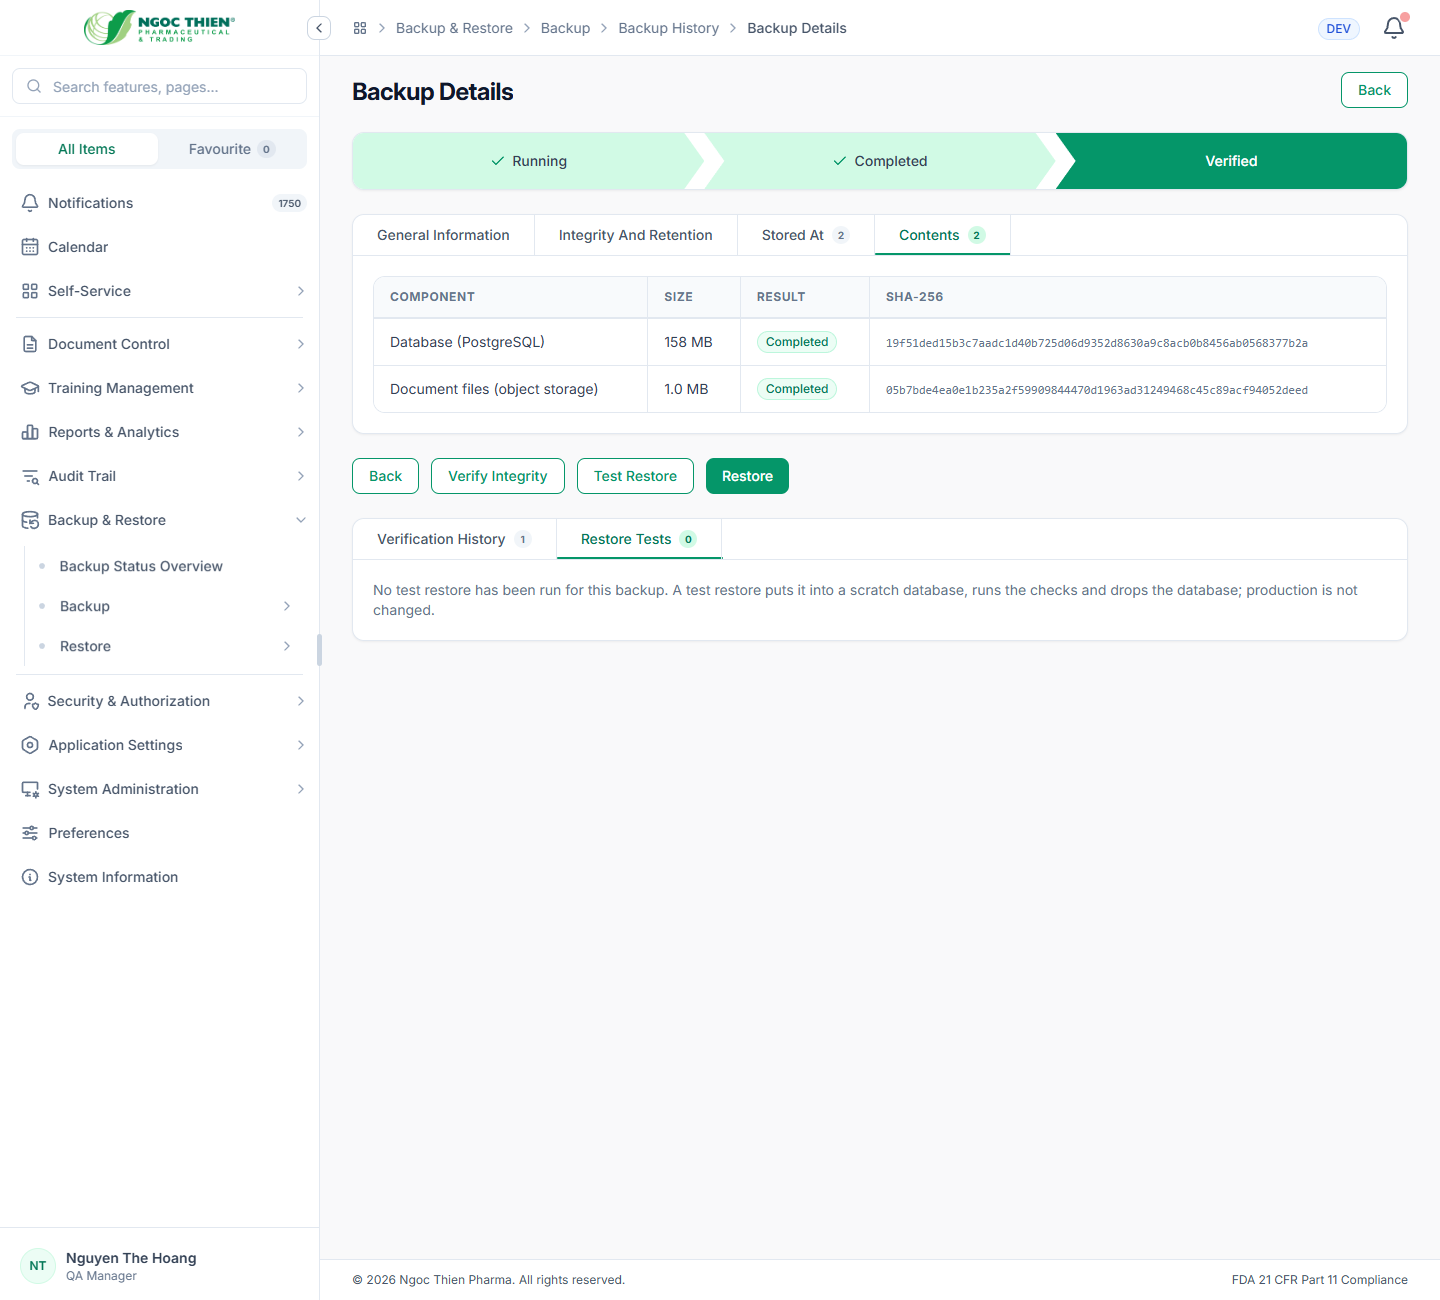 NGOC THIEN®
PHARMACEUTICAL
& TRADING
Search features, pages...
All Items
Favourite 0
Notifications 1750
Calendar
Self-Service
Document Control
Training Management
Reports & Analytics
Audit Trail
Backup & Restore
Backup Status Overview
Backup
Restore
Security & Authorization
Application Settings
System Administration
Preferences
System Information
NT
Nguyen The Hoang
QA Manager
Backup & Restore > Backup > Backup History > Backup Details
DEV
Backup Details
Back
Running
Completed
Verified
General Information
Integrity And Retention
Stored At 2
Contents 2
COMPONENT SIZE RESULT SHA-256
Database (PostgreSQL) 158 MB Completed 19f51ded15b3c7aadc1d40b725d06d9352d8630a9c8acb0b8456ab0568377b2a
Document files (object storage) 1.0 MB Completed 05b7bde4ea0e1b235a2f59909844470d1963ad31249468c45c89acf94052deed
Back
Verify Integrity
Test Restore
Restore
Verification History 1
Restore Tests 0
No test restore has been run for this backup. A test restore puts it into a scratch database, runs the checks and drops the database; production is not
changed.
© 2026 Ngoc Thien Pharma. All rights reserved.
FDA 21 CFR Part 11 Compliance